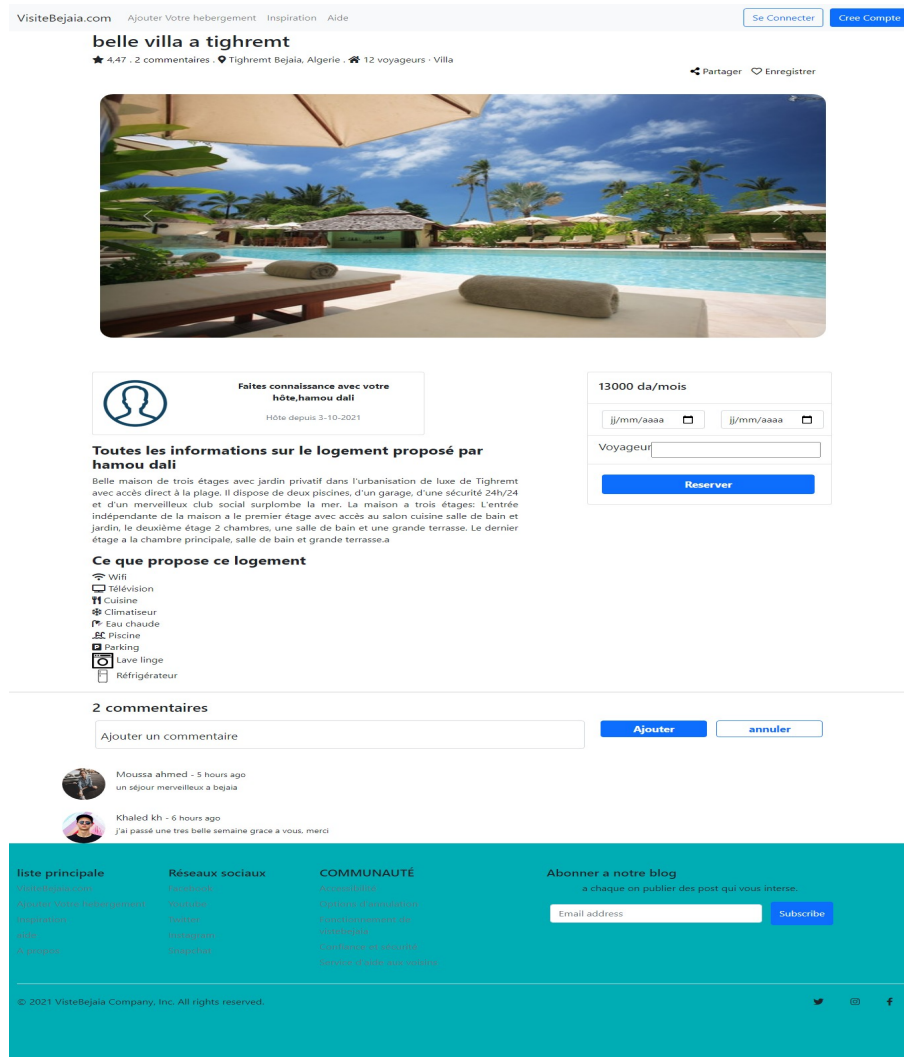 VisiteBejaia.com Ajouter Votre hebergement Inspiration Aide Se Connecter Cree Compte
belle villa a tighremt
4,47 . 2 commentaires . Tighremt Bejaia, Algerie . 12 voyageurs · Villa
Partager Enregistrer
Faites connaissance avec votre
hôte,hamou dali
Hôte depuis 3-10-2021
13000 da/mois
jj/mm/aaaa jj/mm/aaaa
Voyageur
Reserver
Toutes les informations sur le logement proposé par
hamou dali
Belle maison de trois étages avec jardin privatif dans l'urbanisation de luxe de Tighremt
avec accès direct à la plage. Il dispose de deux piscines, d'un garage, d'une sécurité 24h/24
et d'un merveilleux club social surplombe la mer. La maison a trois étages: L'entrée
indépendante de la maison a le premier étage avec accès au salon cuisine salle de bain et
jardin, le deuxième étage 2 chambres, une salle de bain et une grande terrasse. Le dernier
étage a la chambre principale, salle de bain et grande terrasse.a
Ce que propose ce logement
Wifi
Télévision
Cuisine
Climatiseur
Eau chaude
Piscine
Parking
Lave linge
Réfrigérateur
2 commentaires
Ajouter un commentaire
Ajouter annuler
Moussa ahmed - 5 hours ago
un séjour merveilleux a bejaia
Khaled kh - 6 hours ago
j'ai passé une tres belle semaine grace a vous, merci
liste principale Réseaux sociaux COMMUNAUTÉ Abonner a notre blog
a chaque on publier des post qui vous interse.
VisiteBejaia.com Facebook Accessibilité
Ajouter Votre hebergement
Email address Subscribe
© 2021 VisteBejaia Company, Inc. All rights reserved.